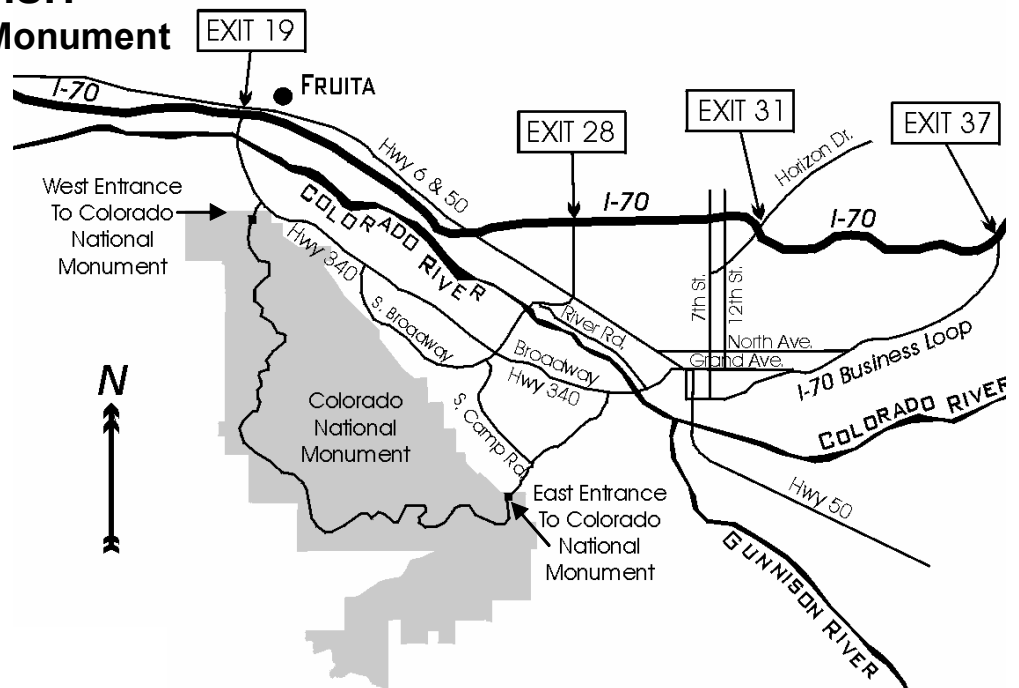 Monument
EXIT 19
FRUITA
I-70
EXIT 28
EXIT 31
EXIT 37
Horizon Dr.
Hwy 6 & 50
I-70
I-70
West Entrance
To Colorado
National
Monument
COLORADO RIVER
Hwy 340
S. Broadway
River Rd.
7th St.
12th St.
North Ave.
Grand Ave.
Broadway
Hwy 340
I-70 Business Loop
N
Colorado
National
Monument
S. Camp Rd.
COLORADO RIVER
Hwy 50
East Entrance
To Colorado
National
Monument
GUNNISON RIVER